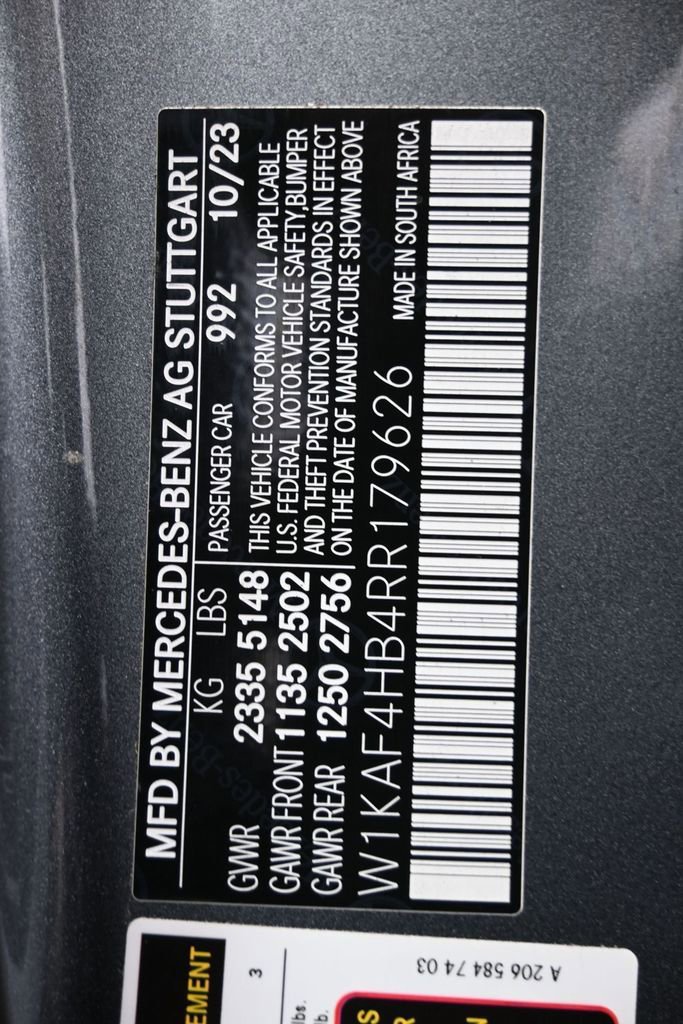 MFD BY MERCEDES-BENZ AG STUTTGART
KG LBS
GVWR 2335 5148
GAWR FRONT 1135 2502
GAWR REAR 1250 2756
PASSENGER CAR 992 10/23
THIS VEHICLE CONFORMS TO ALL APPLICABLE
U.S. FEDERAL MOTOR VEHICLE SAFETY,BUMPER
AND THEFT PREVENTION STANDARDS IN EFFECT
ON THE DATE OF MANUFACTURE SHOWN ABOVE
W1KAF4HB4RR179626
MADE IN SOUTH AFRICA
EMENT
3
lbs.
lb.
A 206 584 74 03
S
R
N